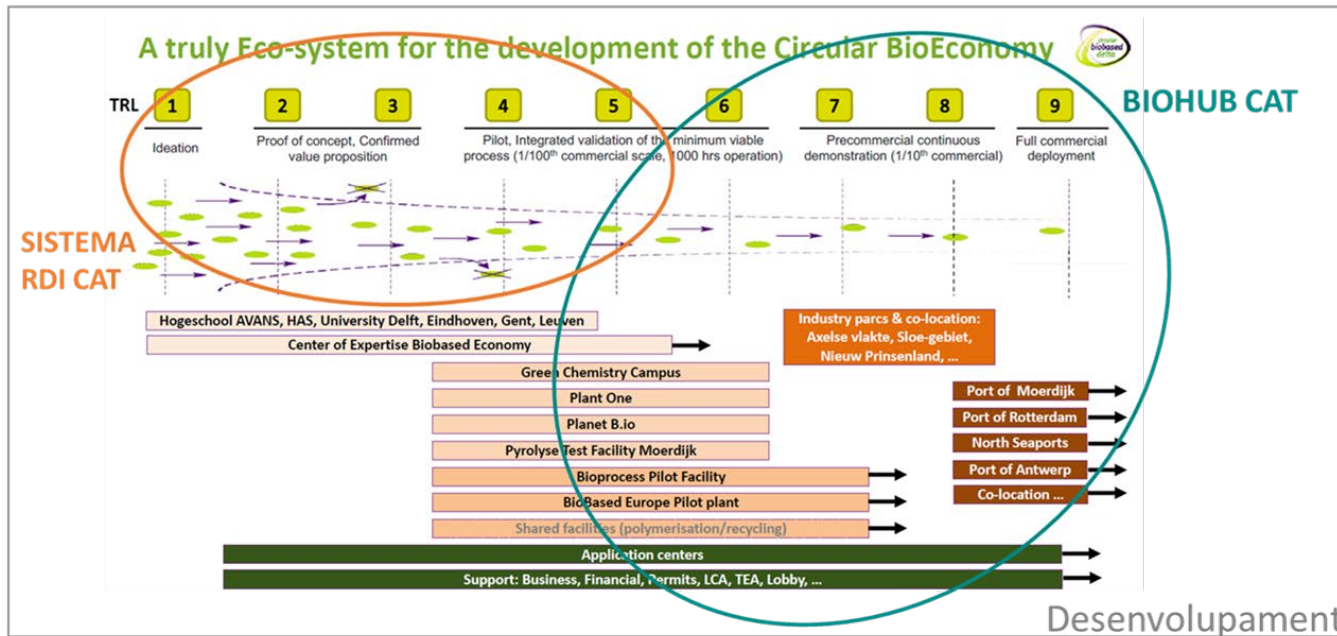 A truly Eco-system for the development of the Circular BioEconomy
circular
biobased
delta
TRL 1 2 3 4 5 6 7 8 9
BIOHUB CAT
Ideation
Proof of concept, Confirmed
value proposition
Pilot, Integrated validation of the minimum viable
process (1/100th commercial scale, 1000 hrs operation)
Precommercial continuous
demonstration (1/10th commercial)
Full commercial
deployment
SISTEMA
RDI CAT
Hogeschool AVANS, HAS, University Delft, Eindhoven, Gent, Leuven
Center of Expertise Biobased Economy
Industry parcs & co-location:
Axelse vlakte, Sloe-gebiet,
Nieuw Prinsenland, ...
Green Chemistry Campus
Plant One
Planet B.io
Pyrolyse Test Facility Moerdijk
Bioprocess Pilot Facility
BioBased Europe Pilot plant
Shared facilities (polymerisation/recycling)
Port of Moerdijk
Port of Rotterdam
North Seaports
Port of Antwerp
Co-location ...
Application centers
Support: Business, Financial, Permits, LCA, TEA, Lobby, ...
Desenvolupament